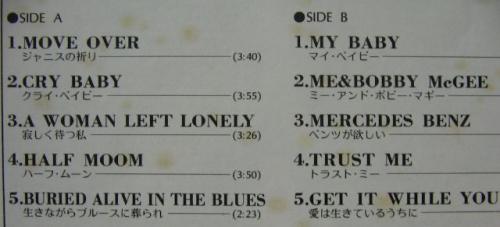 ●SIDE A
1.MOVE OVER
ジャニスの祈り (3:40)
2.CRY BABY
クライ・ベイビー (3:55)
3.A WOMAN LEFT LONELY
寂しく待つ私 (3:26)
4.HALF MOOM
ハーフ・ムーン (3:50)
5.BURIED ALIVE IN THE BLUES
生きながらブルースに葬られ (2:23)
●SIDE B
1.MY BABY
マイ・ベイビー
2.ME&BOBBY McGEE
ミー・アンド・ボビー・マギー
3.MERCEDES BENZ
ベンツが欲しい
4.TRUST ME
トラスト・ミー
5.GET IT WHILE YOU
愛は生きているうちに